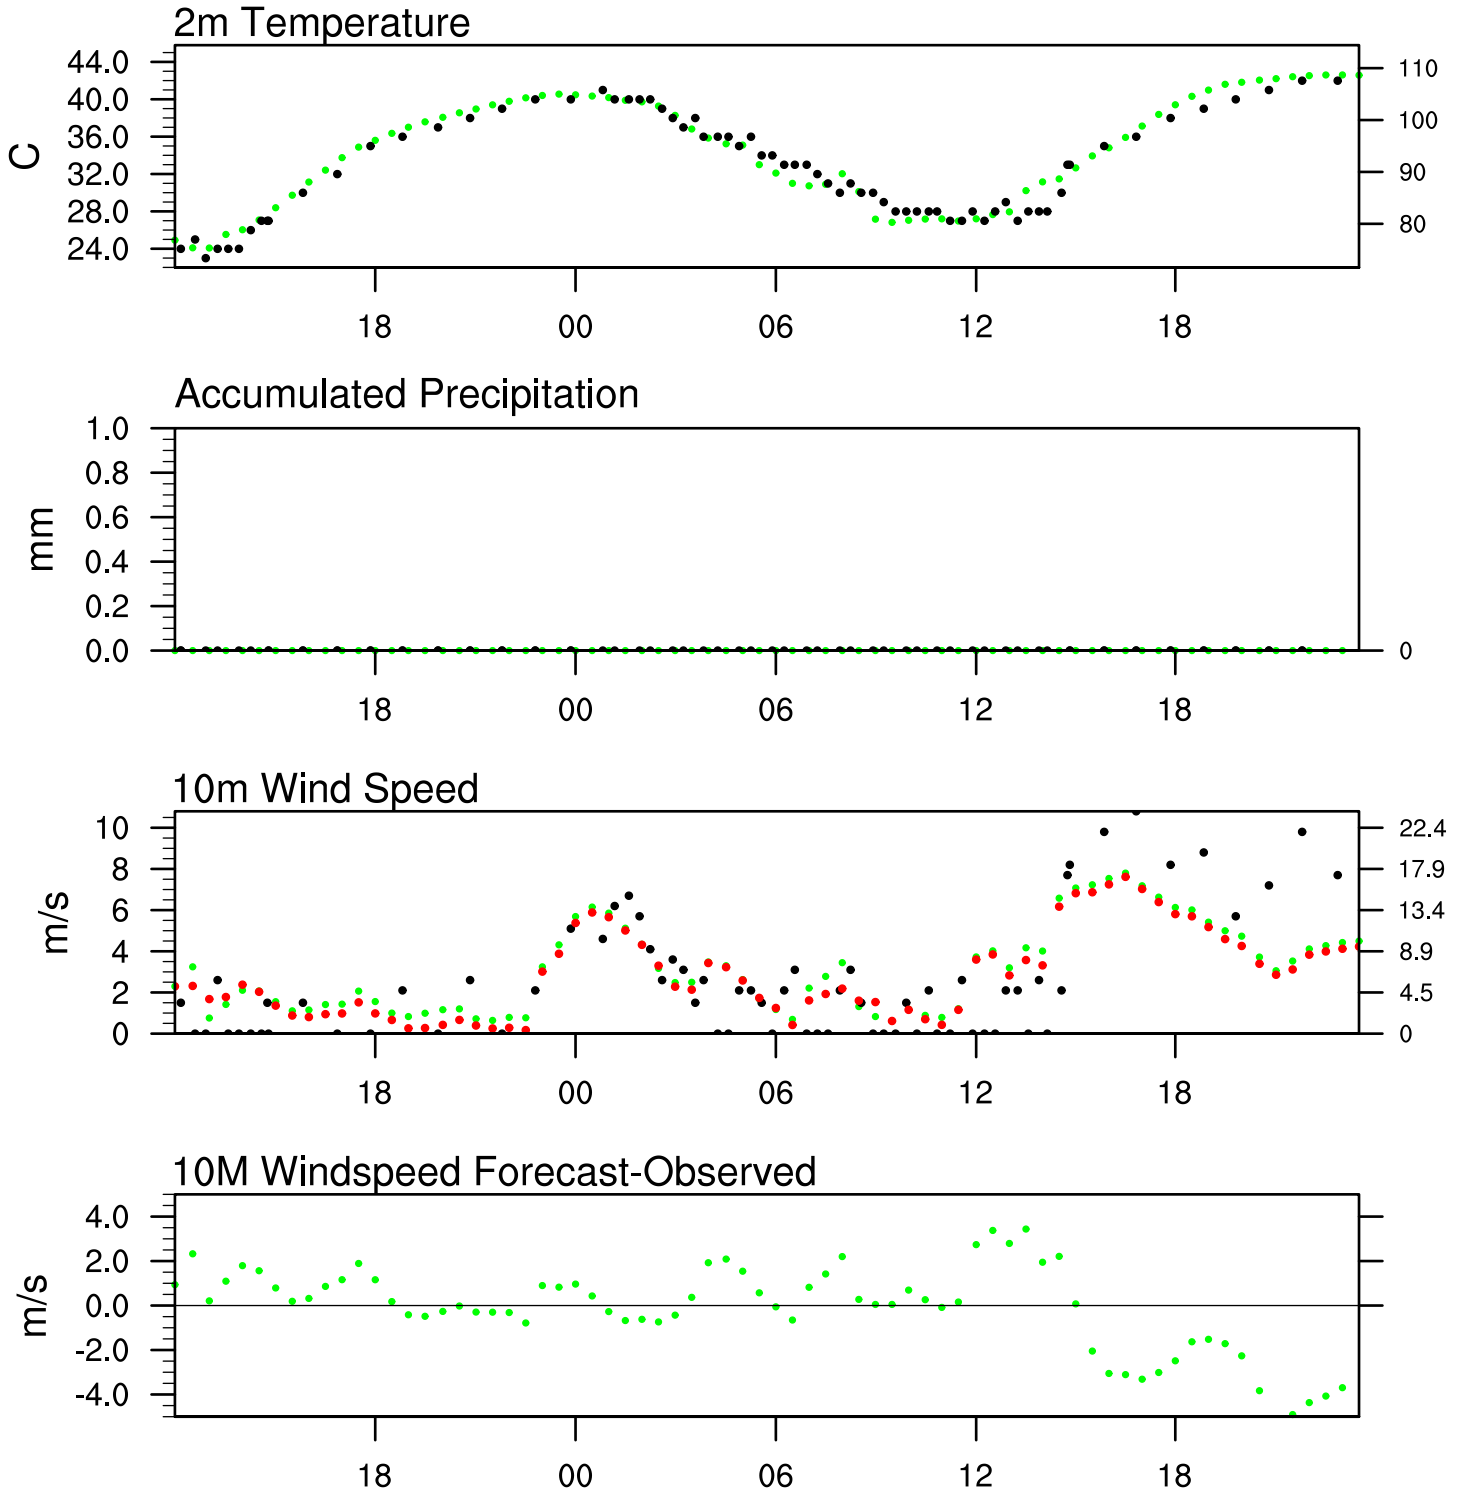 2m Temperature
44.0
40.0
36.0
32.0
28.0
24.0
C
110
100
90
80
18 00 06 12 18
Accumulated Precipitation
1.0
0.8
0.6
0.4
0.2
0.0
mm
0
18 00 06 12 18
10m Wind Speed
10
8
6
4
2
0
m/s
22.4
17.9
13.4
8.9
4.5
0
18 00 06 12 18
10M Windspeed Forecast-Observed
4.0
2.0
0.0
-2.0
-4.0
m/s
18 00 06 12 18